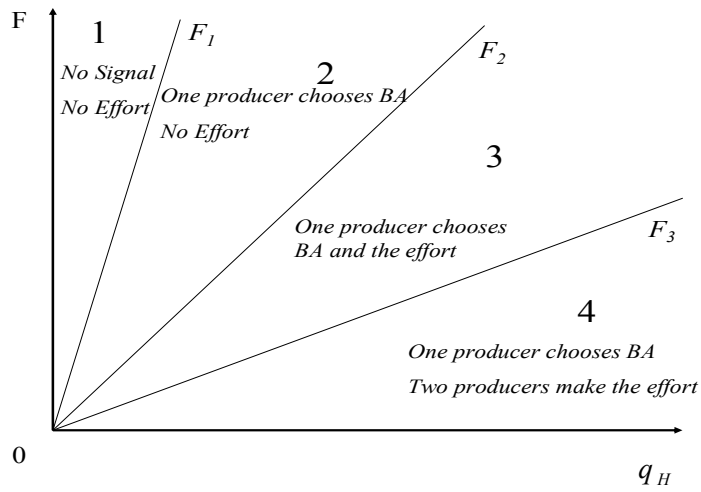 F
1
F1
2
F2
No Signal
No Effort
One producer chooses BA
No Effort
3
One producer chooses
BA and the effort
F3
4
One producer chooses BA
Two producers make the effort
0
qH